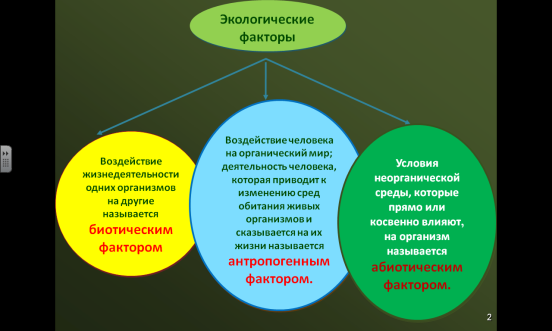 Экологические
факторы
Воздействие
жизнедеятельности
одних организмов
на другие
называется
биотическим
фактором
Воздействие человека
на органический мир;
деятельность человека,
которая приводит к
изменению сред
обитания живых
организмов и
сказывается на их
жизни называется
антропогенным
фактором.
Условия
неорганической
среды, которые
прямо или
косвенно влияют,
на организм
называется
абиотическим
фактором.
2